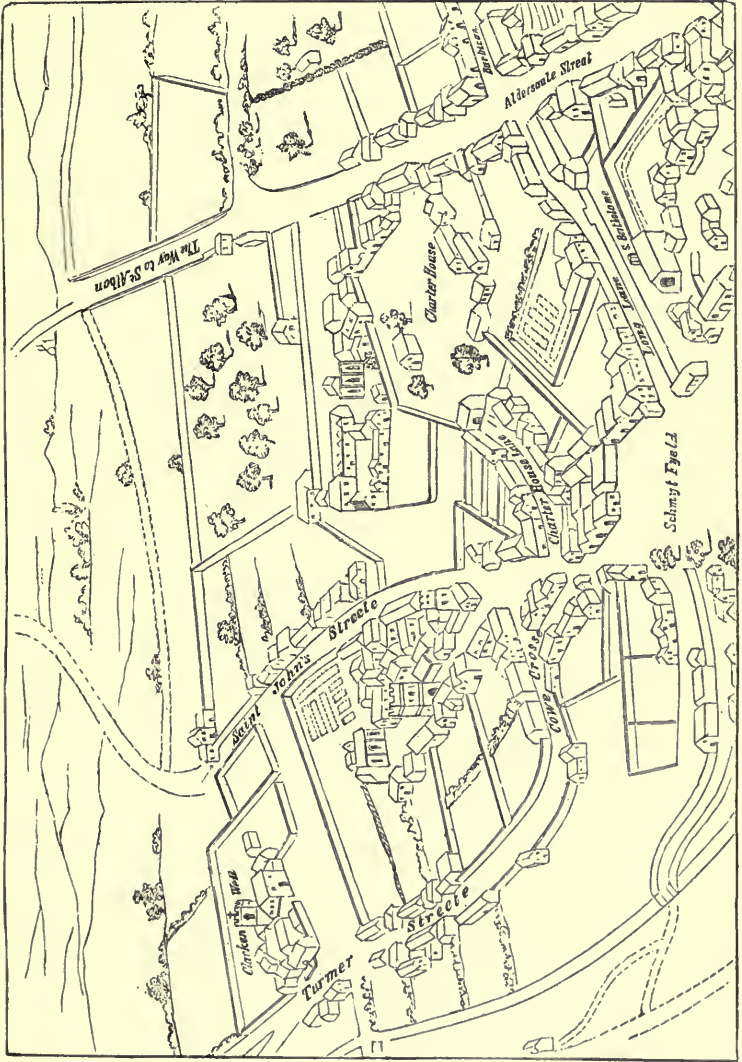 Barbican
Aldersgate Streat
The Way to St Albon
Charter House
S Bartholome
Long Lane
Charter House lane
Schmyt Fyeld
Saint John's Streete
Cowe Crosse
Clarken Well
Turmer Streete